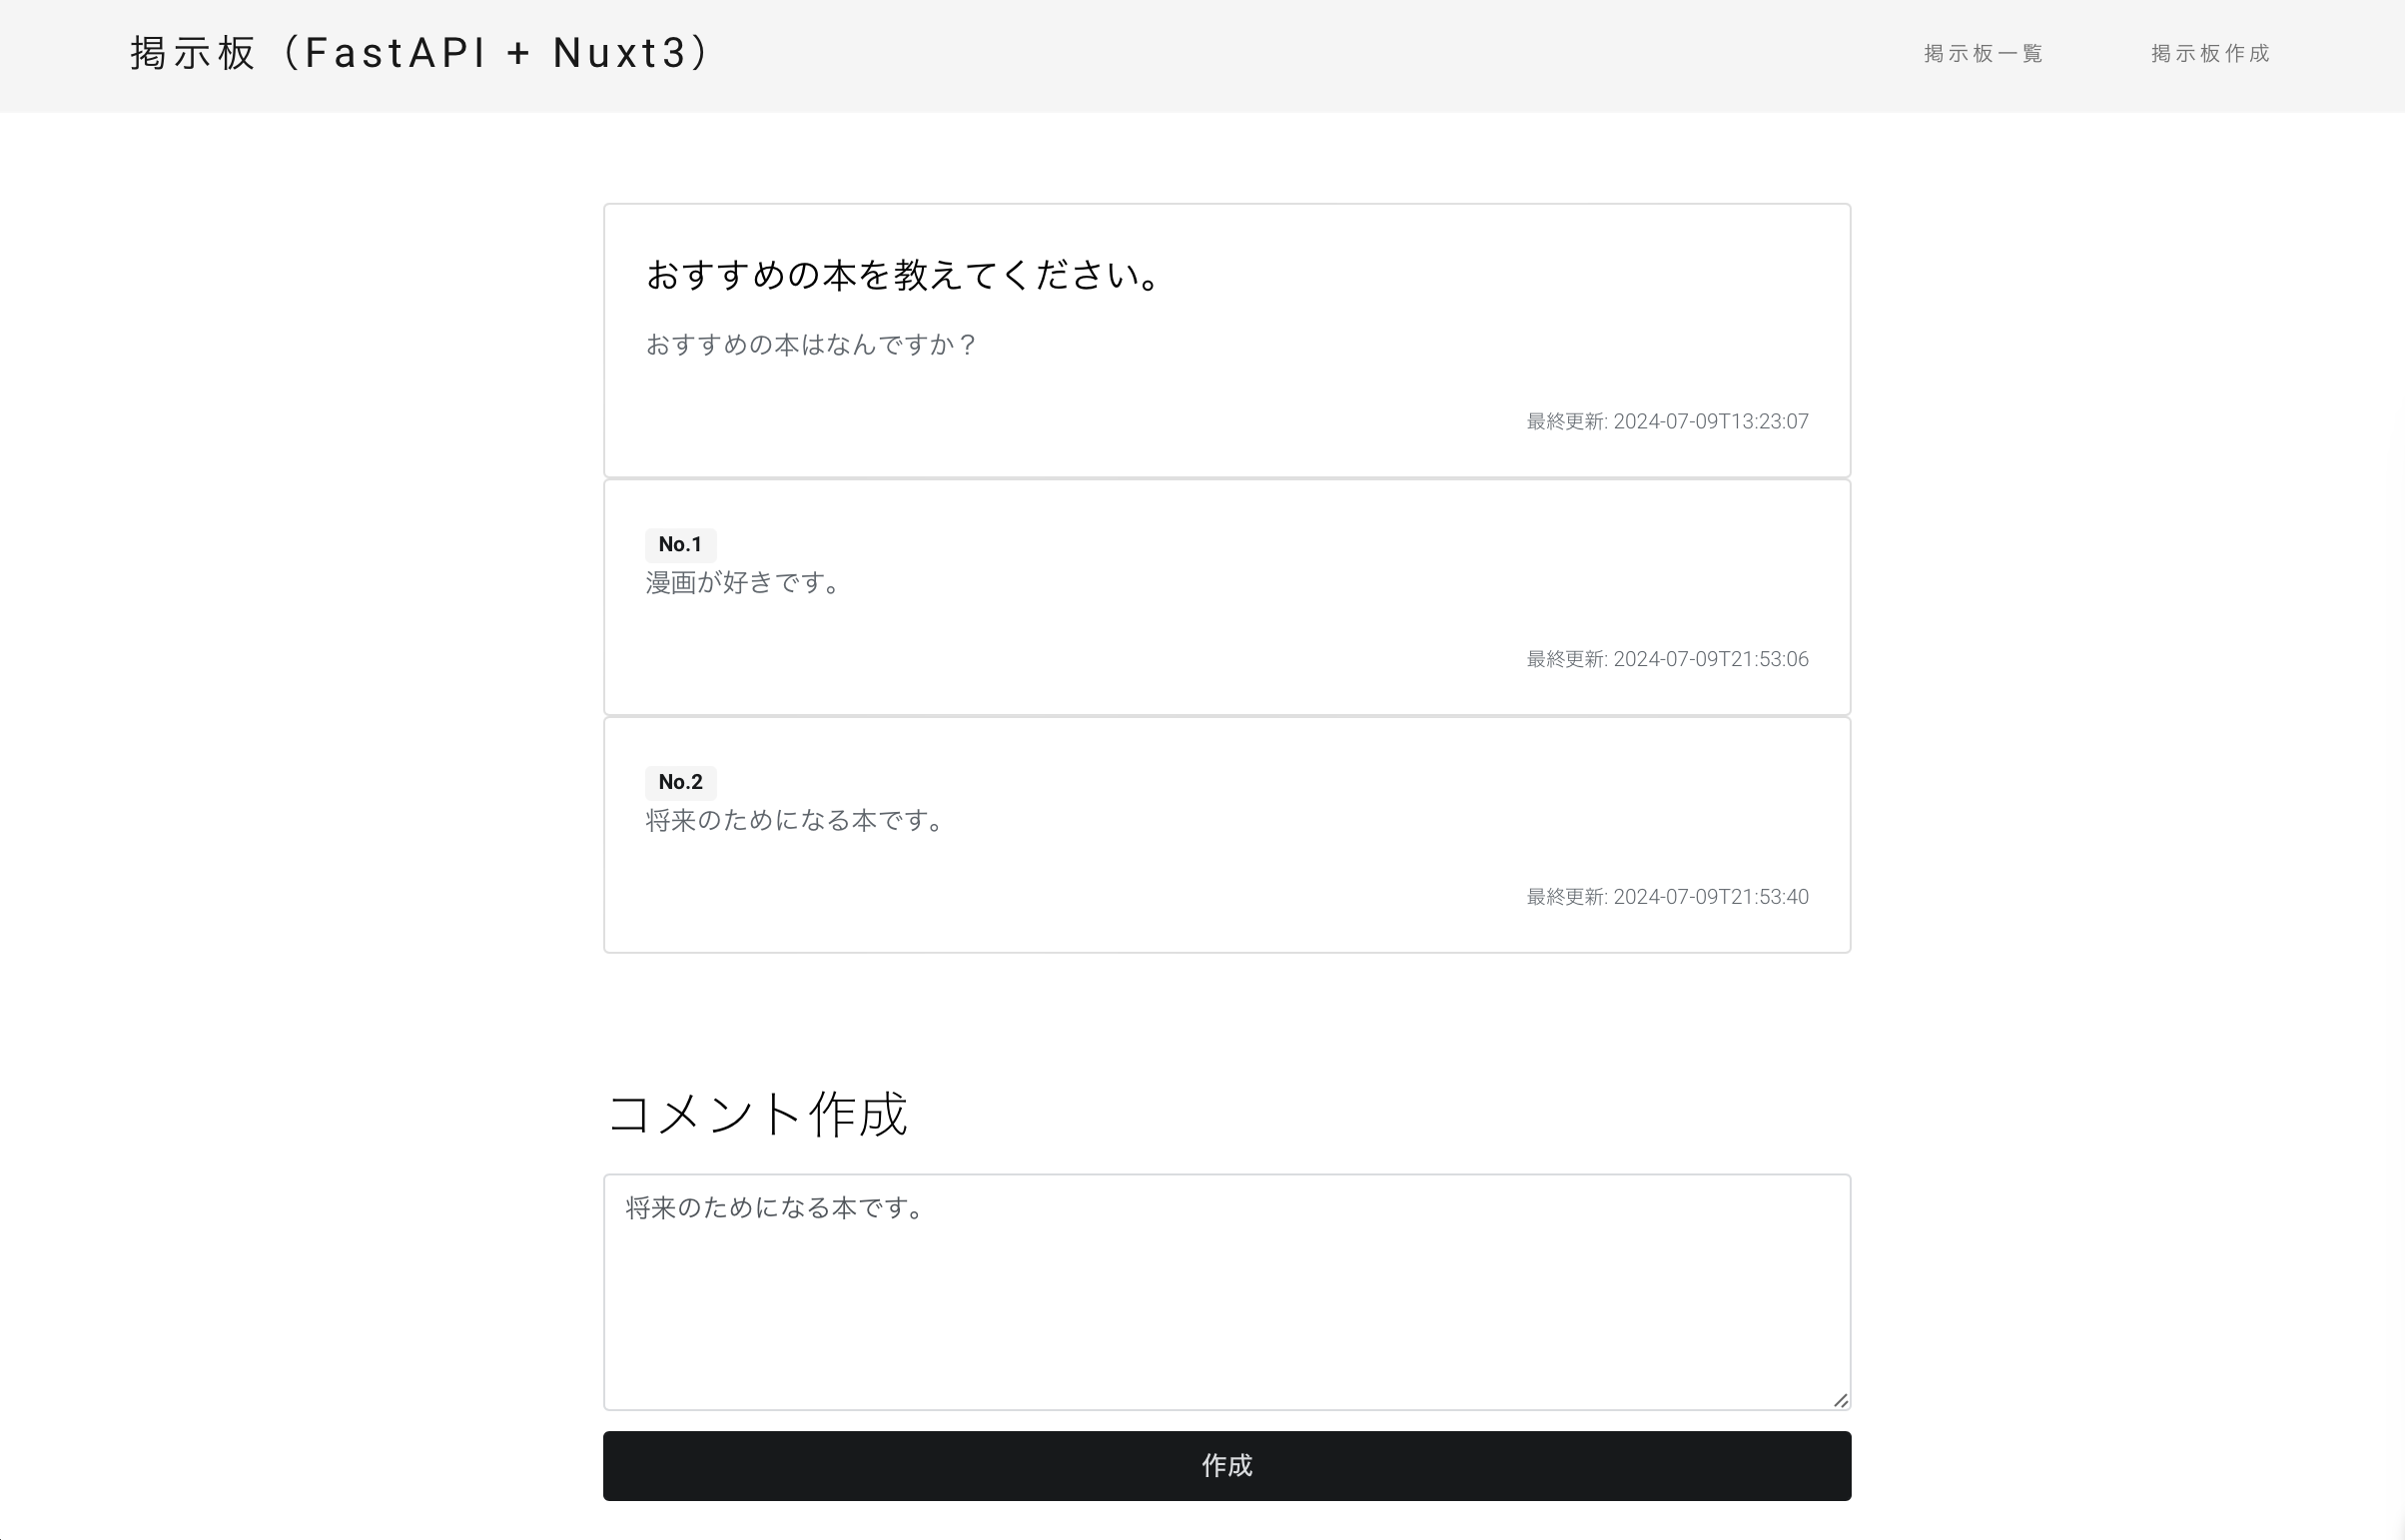 掲示板（FastAPI + Nuxt3）
掲示板一覧
掲示板作成
おすすめの本を教えてください。
おすすめの本はなんですか？
最終更新: 2024-07-09T13:23:07
No.1
漫画が好きです。
最終更新: 2024-07-09T21:53:06
No.2
将来のためになる本です。
最終更新: 2024-07-09T21:53:40
コメント作成
将来のためになる本です。
作成